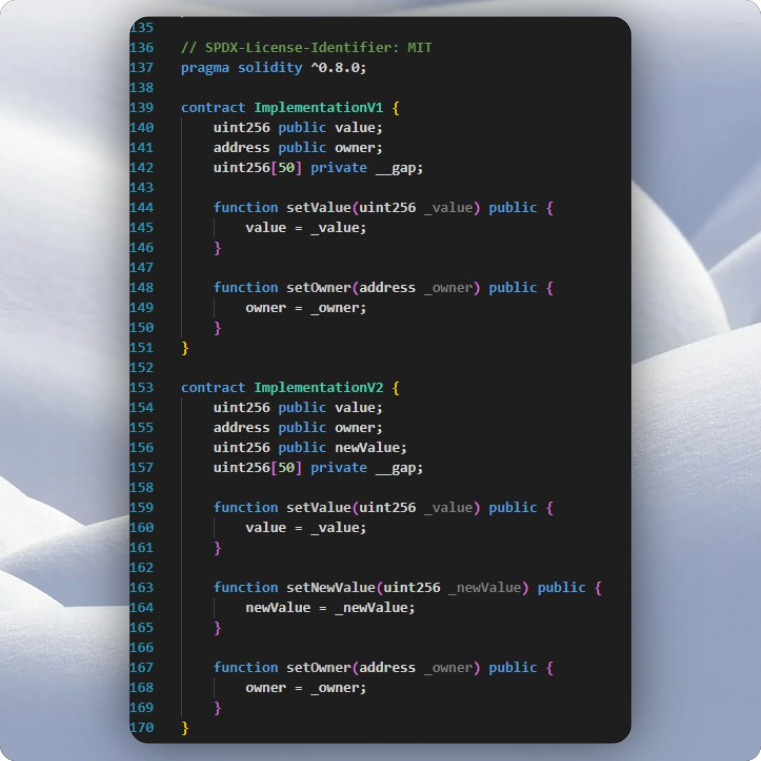 135
136 // SPDX-License-Identifier: MIT
137 pragma solidity ^0.8.0;
138
139 contract ImplementationV1 {
140     uint256 public value;
141     address public owner;
142     uint256[50] private __gap;
143
144     function setValue(uint256 _value) public {
145         value = _value;
146     }
147
148     function setOwner(address _owner) public {
149         owner = _owner;
150     }
151 }
152
153 contract ImplementationV2 {
154     uint256 public value;
155     address public owner;
156     uint256 public newValue;
157     uint256[50] private __gap;
158
159     function setValue(uint256 _value) public {
160         value = _value;
161     }
162
163     function setNewValue(uint256 _newValue) public {
164         newValue = _newValue;
165     }
166
167     function setOwner(address _owner) public {
168         owner = _owner;
169     }
170 }